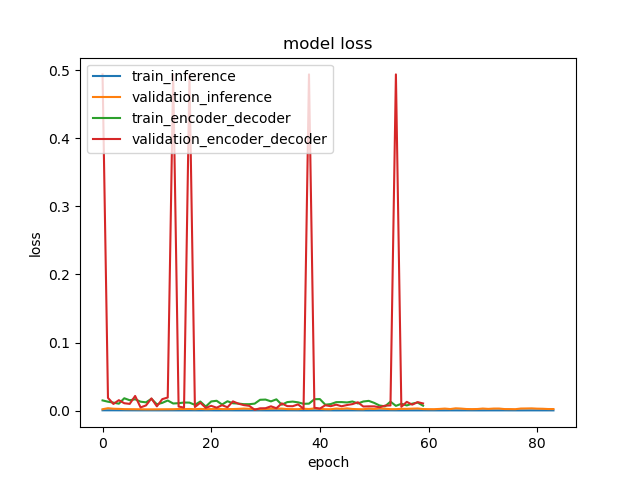 model loss
train_inference
validation_inference
train_encoder_decoder
validation_encoder_decoder
0.5
0.4
0.3
0.2
0.1
0.0
loss
0 20 40 60 80
epoch